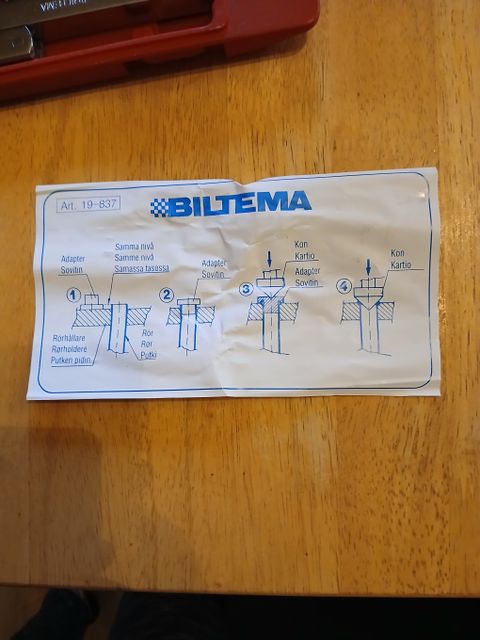 BILTEMA
Art. 19-837
BILTEMA
1
Adapter
Sovitin
Samma nivå
Samme nivå
Samassa tasossa
Rörhållare
Rørholdere
Putken pidin
Rör
Rør
Putki
2
Adapter
Sovitin
3
Kon
Kartio
Adapter
Sovitin
4
Kon
Kartio